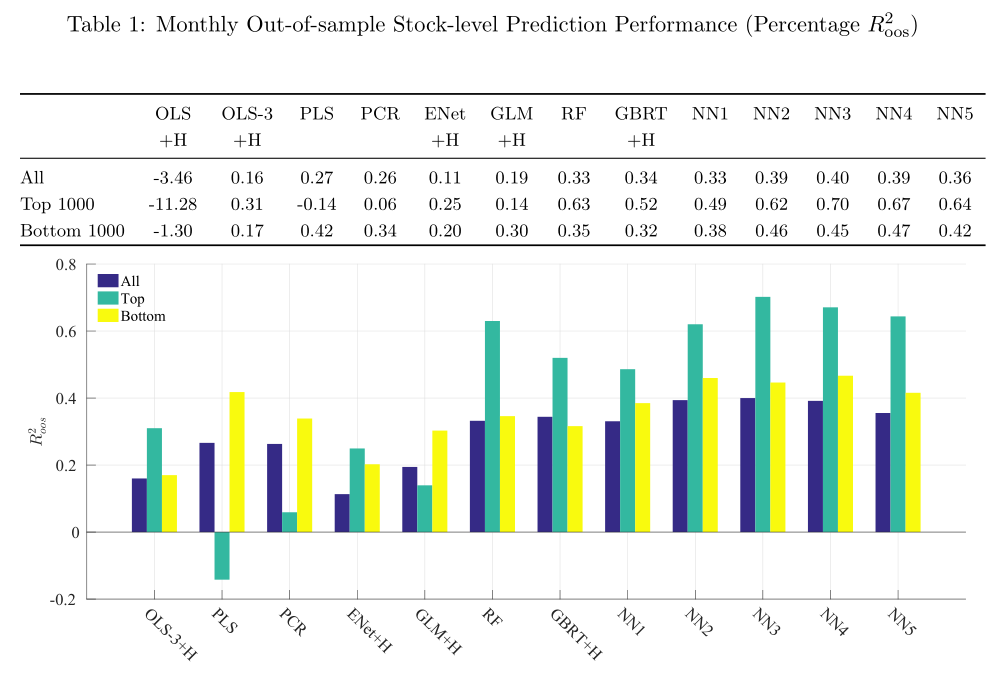 Table 1: Monthly Out-of-sample Stock-level Prediction Performance (Percentage R²oos)
OLS OLS-3 PLS PCR ENet GLM RF GBRT NN1 NN2 NN3 NN4 NN5
+H +H +H +H +H
All -3.46 0.16 0.27 0.26 0.11 0.19 0.33 0.34 0.33 0.39 0.40 0.39 0.36
Top 1000 -11.28 0.31 -0.14 0.06 0.25 0.14 0.63 0.52 0.49 0.62 0.70 0.67 0.64
Bottom 1000 -1.30 0.17 0.42 0.34 0.20 0.30 0.35 0.32 0.38 0.46 0.45 0.47 0.42
0.8
All
Top
Bottom
0.6
0.4
R²oos
0.2
0
-0.2
OLS-3+H PLS PCR ENet+H GLM+H RF GBRT+H NN1 NN2 NN3 NN4 NN5